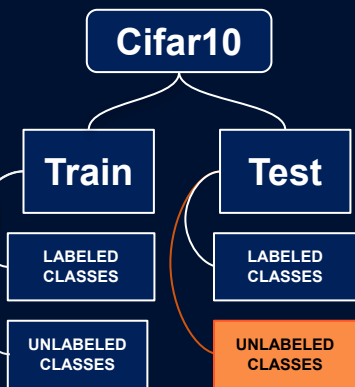 Cifar10
Train
Test
LABELED
CLASSES
LABELED
CLASSES
UNLABELED
CLASSES
UNLABELED
CLASSES